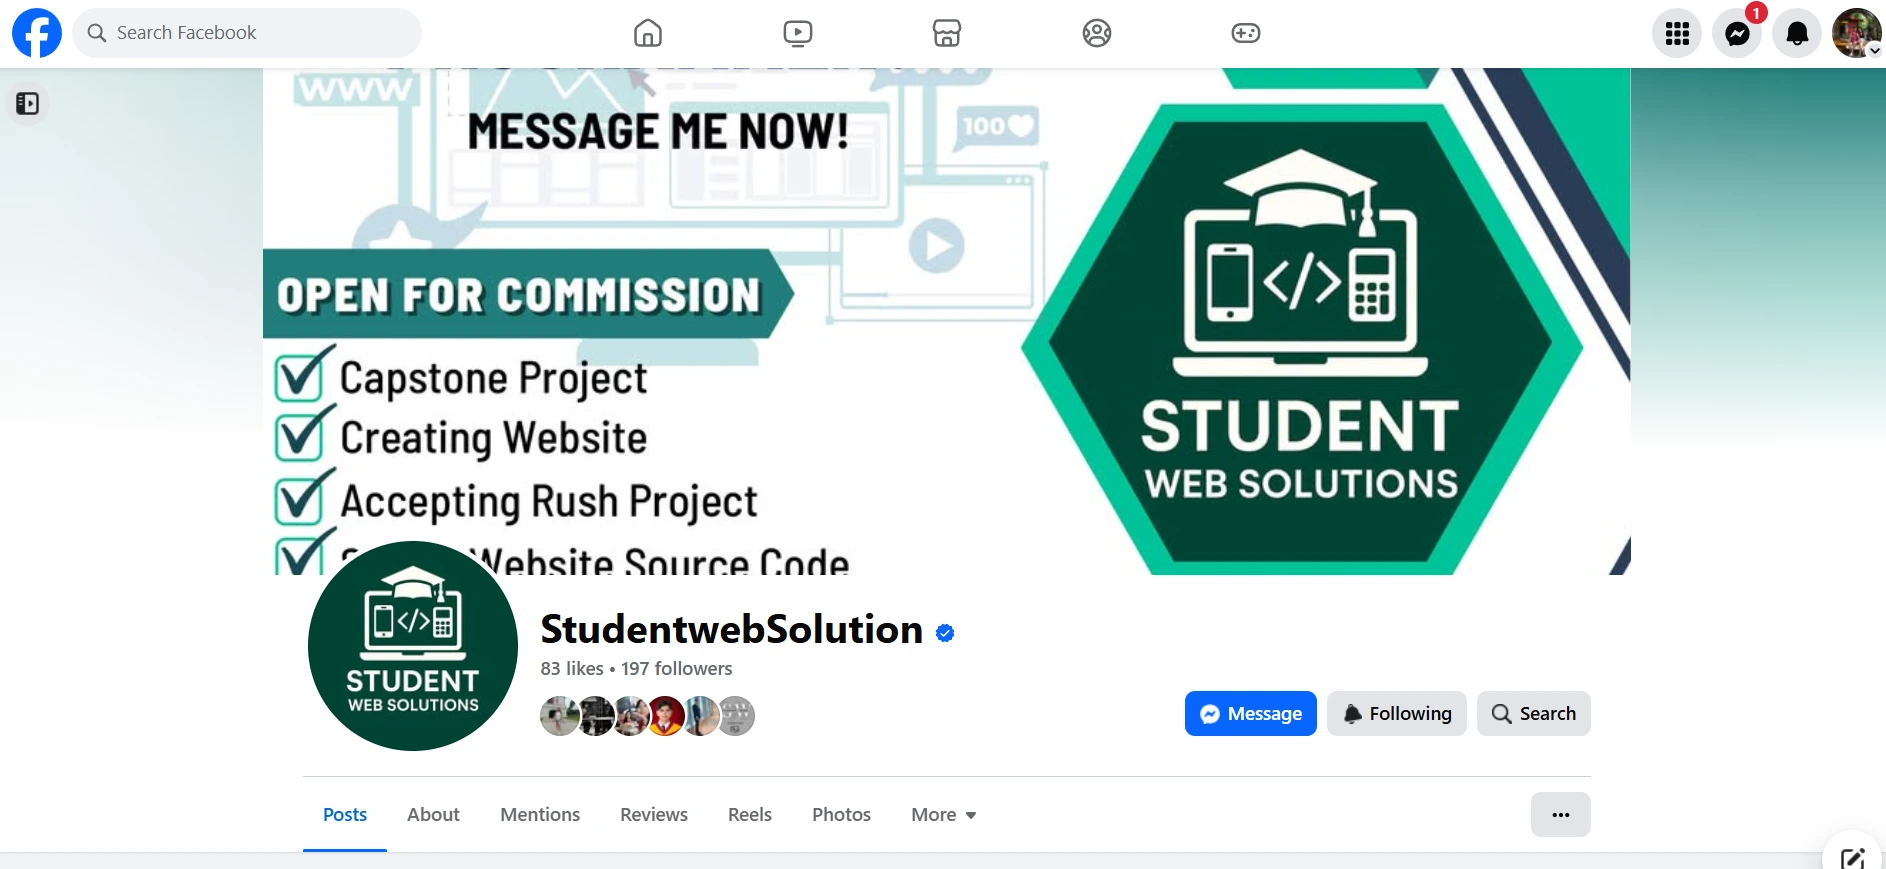 Search Facebook
1
WWW
MESSAGE ME NOW!
100
OPEN FOR COMMISSION
Capstone Project
Creating Website
Accepting Rush Project
Website Source Code
</>
STUDENT
WEB SOLUTIONS
</>
STUDENT
WEB SOLUTIONS
StudentwebSolution
83 likes • 197 followers
Message
Following
Search
Posts
About
Mentions
Reviews
Reels
Photos
More